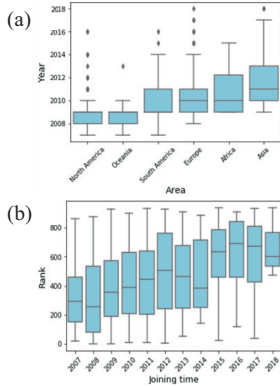 (a)
2018
2016
2014
2012
2010
2008
Year
North America
Oceania
South America
Europe
Africa
Asia
Area
(b)
800
600
400
200
0
Rank
2007
2008
2009
2010
2011
2012
2013
2014
2015
2016
2017
2018
Joining time